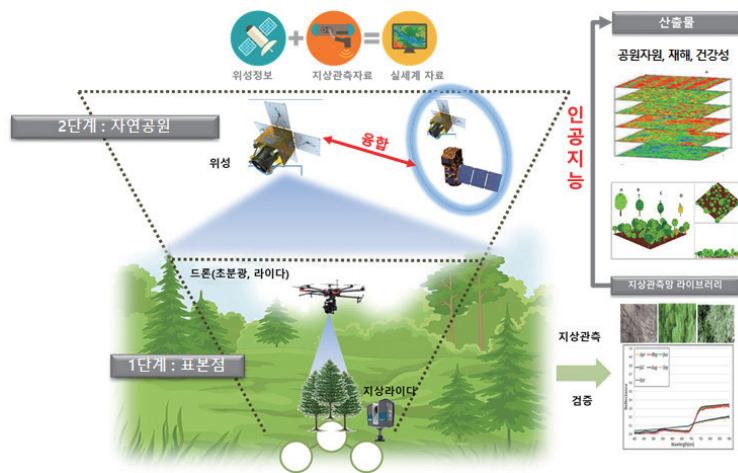 위성정보
지상관측자료
실세계 자료
2단계 : 자연공원
위성
융합
인공지능
산출물
공원자원, 재해, 건강성
드론(초분광, 라이다)
1단계 : 표본점
지상라이다
지상관측
검증
지상관측망 라이브러리